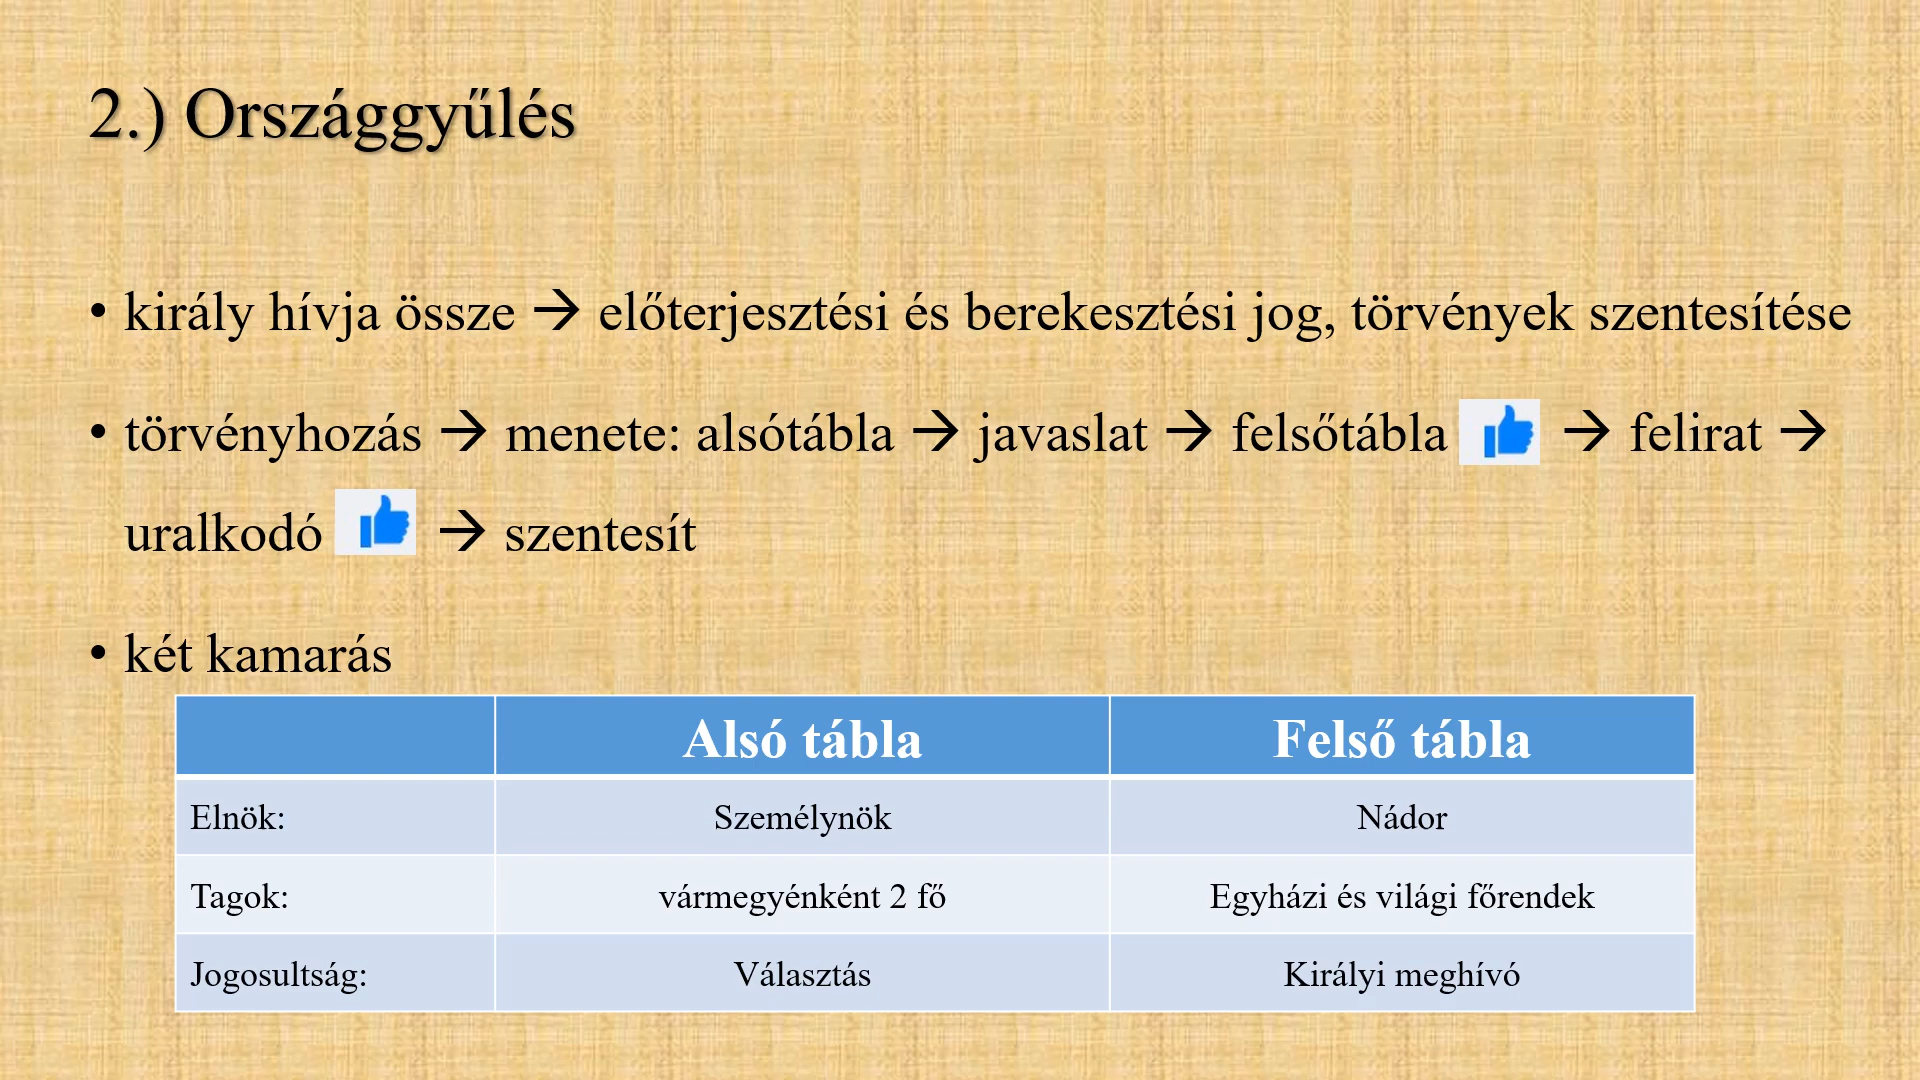 2.) Országgyűlés
• király hívja össze → előterjesztési és berekesztési jog, törvények szentesítése
• törvényhozás → menete: alsótábla → javaslat → felsőtábla → felirat →
uralkodó → szentesít
• két kamarás
Alsó tábla Felső tábla
Elnök: Személynök Nádor
Tagok: vármegyénként 2 fő Egyházi és világi főrendek
Jogosultság: Választás Királyi meghívó